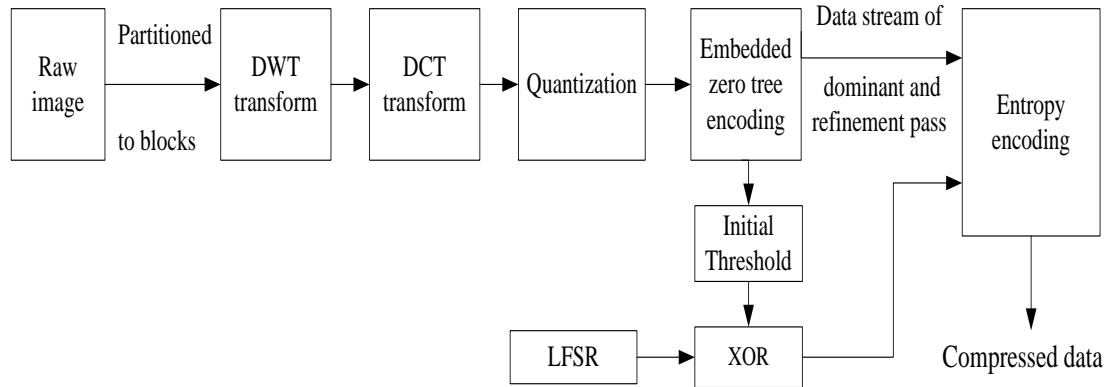 Raw
image
Partitioned
to blocks
DWT
transform
DCT
transform
Quantization
Embedded
zero tree
encoding
Data stream of
dominant and
refinement pass
Entropy
encoding
Initial
Threshold
LFSR
XOR
Compressed data